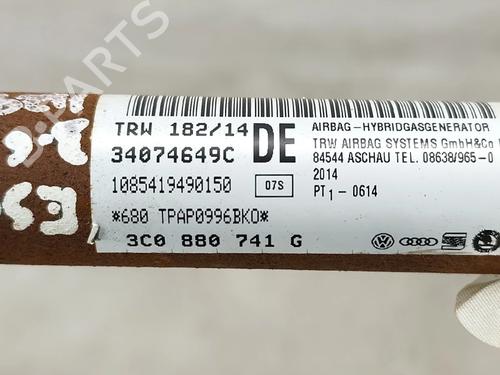 TRW 182/14
34074649C
DE
1085419490150
07S
*680 TPAP0996BKO*
3C0 880 741 G
AIRBAG-HYBRIDGASGENERATOR
TRW AIRBAG SYSTEMS GmbH&Co
84544 ASCHAU TEL. 08638/965-0
2014
PT1-0614